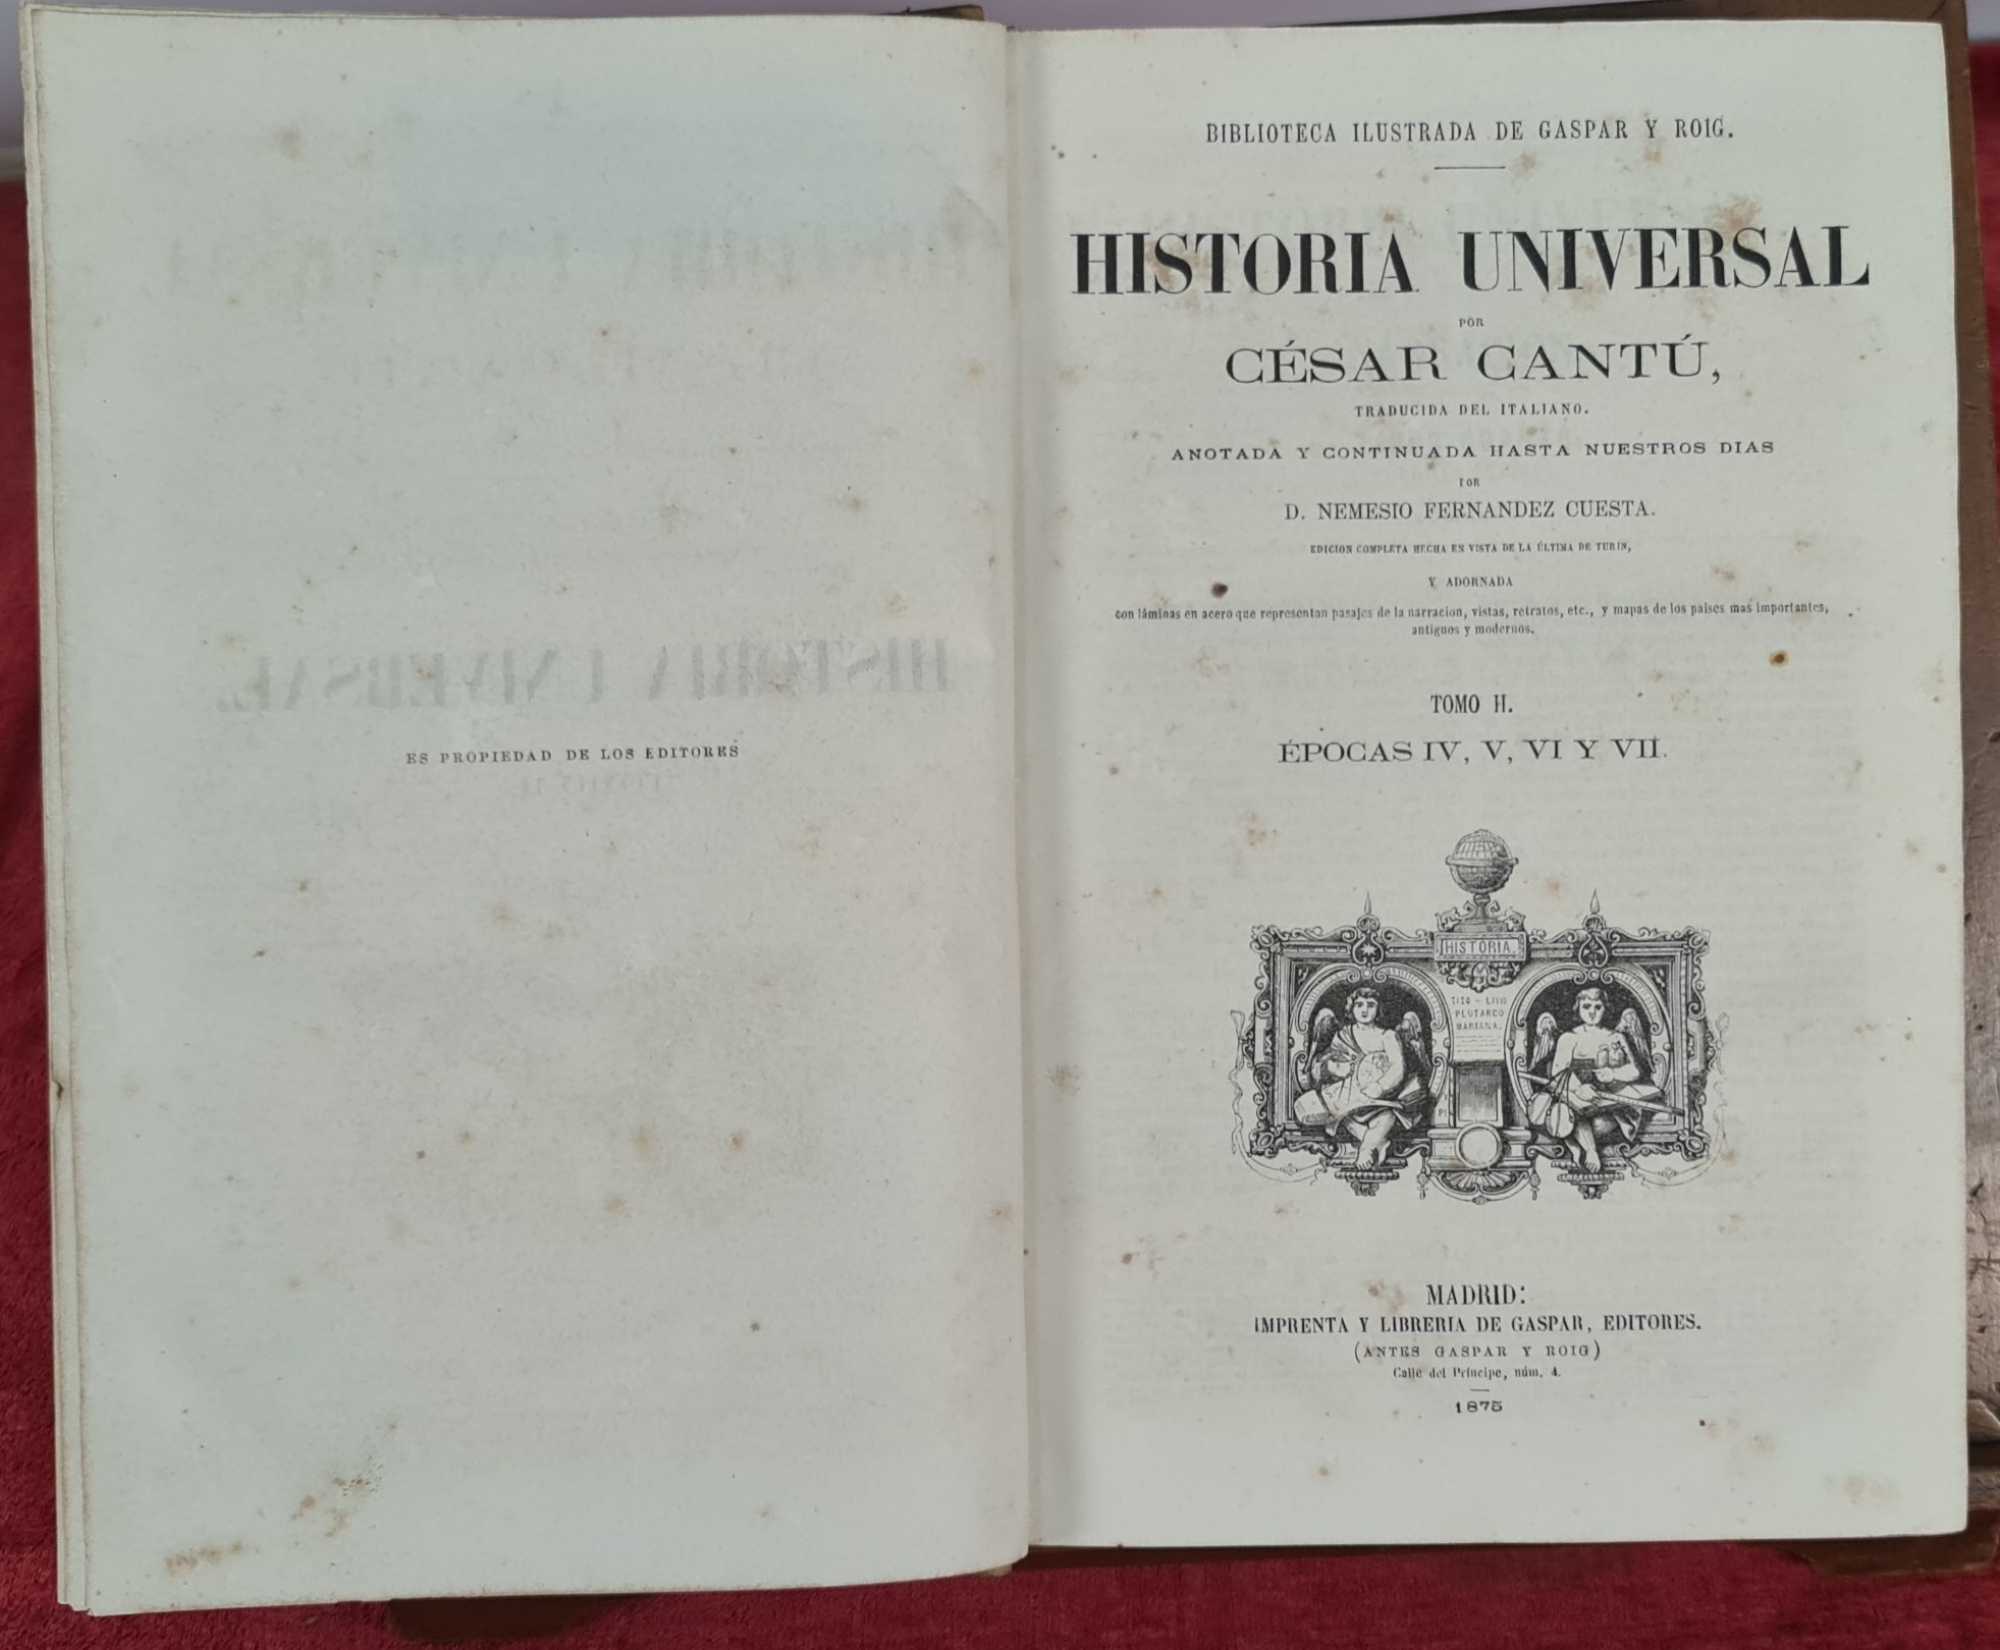 ES PROPIEDAD DE LOS EDITORES
BIBLIOTECA ILUSTRADA DE GASPAR Y ROIG.
HISTORIA UNIVERSAL
POR
CÉSAR CANTÚ,
TRADUCIDA DEL ITALIANO.
ANOTADA Y CONTINUADA HASTA NUESTROS DIAS
POR
D. NEMESIO FERNANDEZ CUESTA.
EDICION COMPLETA HECHA EN VISTA DE LA ÚLTIMA DE TURIN,
Y ADORNADA
con láminas en acero que representan pasajes de la narracion, vistas, retratos, etc., y mapas de los paises mas importantes,
antiguos y modernos.
TOMO II.
ÉPOCAS IV, V, VI Y VII.
HISTORIA.
TITO - LIVIO
PLUTARCO
MARIANA.
MADRID:
IMPRENTA Y LIBRERIA DE GASPAR, EDITORES.
(ANTES GASPAR Y ROIG)
Calle del Príncipe, núm. 4.
1875